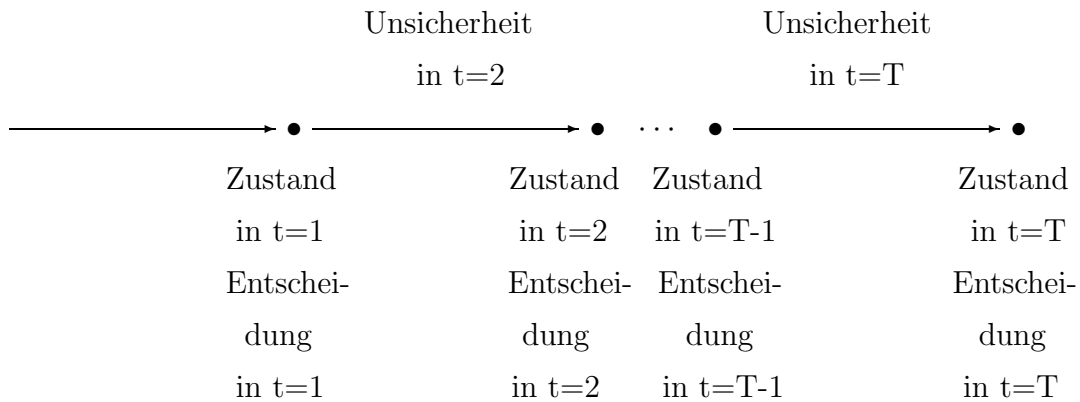 Unsicherheit Unsicherheit
in t=2 in t=T
...
Zustand Zustand Zustand Zustand
in t=1 in t=2 in t=T-1 in t=T
Entschei- Entschei- Entschei- Entschei-
dung dung dung dung
in t=1 in t=2 in t=T-1 in t=T